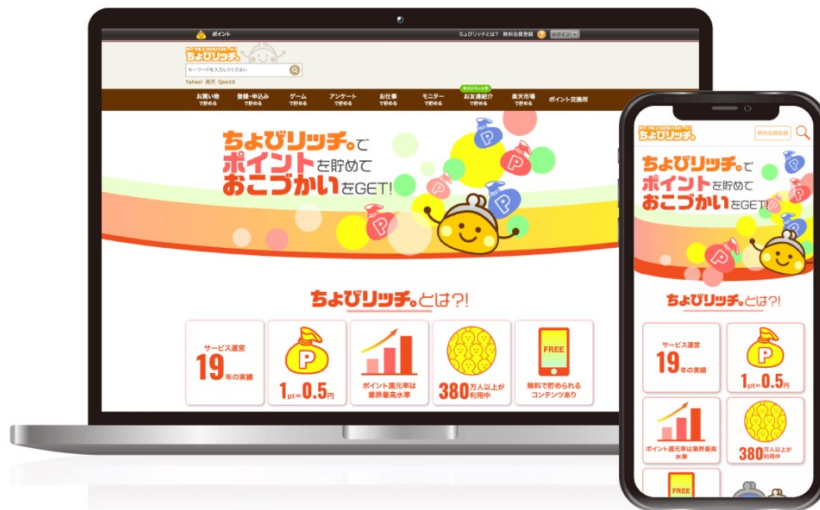 ポイント
ちょびリッチとは?
無料会員登録
?
ログイン
ちょびリッチ。
キーワードを入力してください
Yahoo! 楽天 Qoo10
お買い物
で貯める
登録・申込み
で貯める
ゲーム
で貯める
アンケート
で貯める
お仕事
で貯める
モニター
で貯める
お友達紹介
で貯める
楽天市場
で貯める
ポイント交換所
ちょびリッチ。で
ポイントを貯めて
おこづかいをGET!
P
P
P
P
ちょびリッチ。とは?!
サービス運営
19年の実績
P
1pt=0.5円
ポイント還元率は
業界最高水準
380万人以上が
利用中
FREE
無料で貯められる
コンテンツあり
ちょびリッチ。
無料会員登録
ちょびリッチ。で
ポイントを貯めて
おこづかいをGET!
P
P
P
P
ちょびリッチ。とは?!
サービス運営
19年の実績
P
1pt=0.5円
ポイント還元率は業界最高
水準
380万人以上が
利用中
FREE